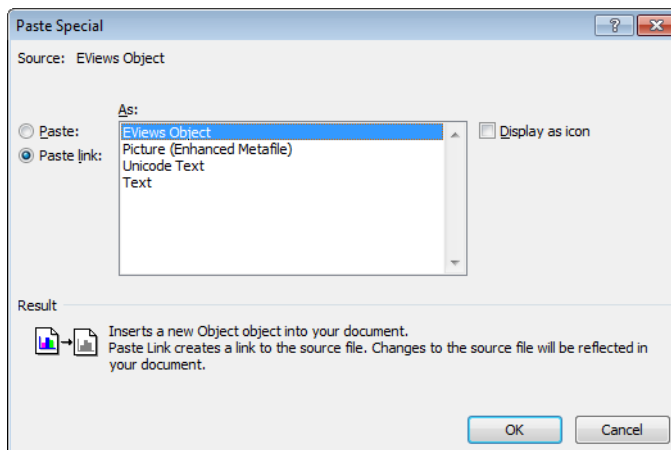 Paste Special
Source: EViews Object
As:
Paste:
Paste link:
EViews Object
Picture (Enhanced Metafile)
Unicode Text
Text
Display as icon
Result
Inserts a new Object object into your document.
Paste Link creates a link to the source file. Changes to the source file will be reflected in
your document.
OK
Cancel